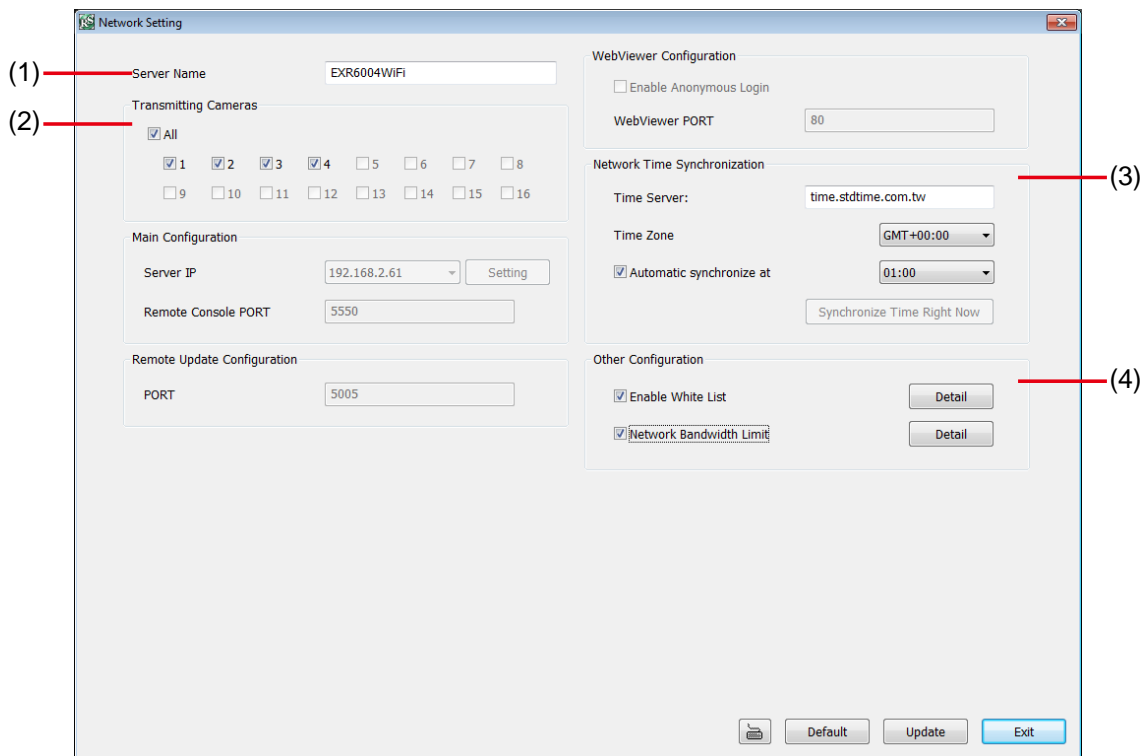 Network Setting
(1)
Server Name
EXR6004WiFi
(2)
Transmitting Cameras
All
1 2 3 4 5 6 7 8
9 10 11 12 13 14 15 16
Main Configuration
Server IP
192.168.2.61
Setting
Remote Console PORT
5550
Remote Update Configuration
PORT
5005
WebViewer Configuration
Enable Anonymous Login
WebViewer PORT
80
Network Time Synchronization
(3)
Time Server:
time.stdtime.com.tw
Time Zone
GMT+00:00
Automatic synchronize at
01:00
Synchronize Time Right Now
Other Configuration
(4)
Enable White List
Detail
Network Bandwidth Limit
Detail
Default
Update
Exit